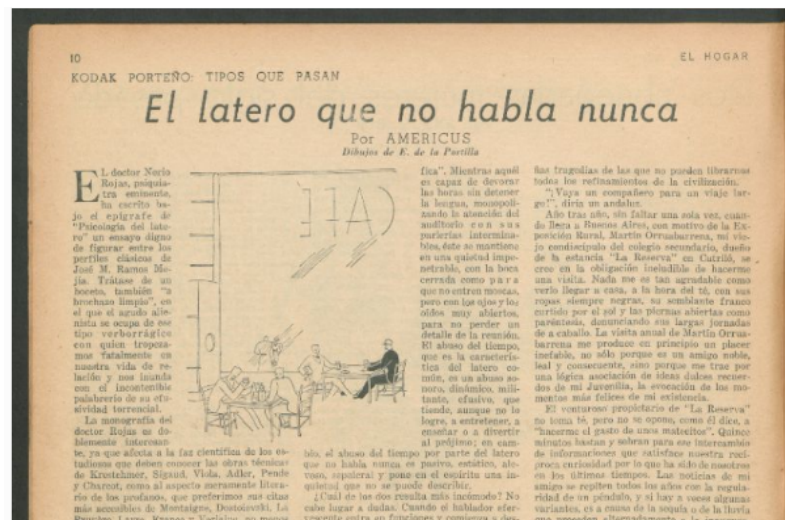 10
EL HOGAR
KODAK PORTEÑO: TIPOS QUE PASAN
El latero que no habla nunca
Por AMERICUS
Dibujos de E. de la Portilla
EL doctor Nerio
Rojas, psiquia-
tra eminente,
ha escrito ba-
jo el epígrafe de
"Psicología del late-
ro" un ensayo digno
de figurar entre los
perfiles clásicos de
José M. Ramos Me-
jía. Trátase de un
boceto, también "a
brochazo limpio", en
el que el agudo alie-
nista se ocupa de ese
tipo verborrágico
con quien tropeza-
mos fatalmente en
nuestra vida de re-
lación y nos inunda
con el incontenible
palabrerio de su efu-
sividad torrencial.
La monografía del
doctor Rojas es do-
blemente interesan-
te, ya que afecta a la faz científica de los es-
tudiosos que deben conocer las obras técnicas
de Kretschmer, Sigaud, Viola, Adler, Pende
y Charcot, como al aspecto meramente litera-
rio de los profanos, que preferimos sus citas
más accesibles de Montaigne, Dostoievski, La
CAFE
fica". Mientras aquél
es capaz de devorar
las horas sin detener
la lengua, monopoli-
zando la atención del
auditorio con sus
puerierías intermina-
bles, éste se mantiene
en una quietud impe-
netrable, con la boca
cerrada como para
que no entren moscas,
pero con los ojos y los
oídos muy abiertos,
para no perder un
detalle de la reunión.
El abuso del tiempo,
que es la caracterís-
tica del latero co-
mún, es un abuso so-
noro, dinámico, mili-
tante, efusivo, que
tiende, aunque no lo
logre, a entretener, a
enseñar o a divertir
al prójimo; en cam-
bio, el abuso del tiempo por parte del latero
que no habla nunca es pasivo, estático, ale-
voso, sepulcral y pone en el espíritu una in-
quietud que no se puede describir.
¿Cuál de los dos resulta más incómodo? No
cabe lugar a dudas. Cuando el hablador efer-
vescente entra en funciones y comienza a des-
ñas tragedias de las que no pueden librarnos
todos los refinamientos de la civilización.
"¡Vaya un compañero para un viaje lar-
go!", diría un andaluz.
Año tras año, sin faltar una sola vez, cuan-
do llega a Buenos Aires, con motivo de la Ex-
posición Rural, Martín Orruabarrena, mi vie-
jo condiscípulo del colegio secundario, dueño
de la estancia "La Reserva" en Cutriló, se
cree en la obligación ineludible de hacerme
una visita. Nada me es tan agradable como
verlo llegar a casa, a la hora del té, con sus
ropas siempre negras, su semblante franco
curtido por el sol y las piernas abiertas como
paréntesis, denunciando sus largas jornadas
de a caballo. La visita anual de Martín Orrua-
barrena me produce en principio un placer
inefable, no sólo porque es un amigo noble,
leal y consecuente, sino porque me trae por
una lógica asociación de ideas dulces recuer-
dos de mi Juvenilia, la evocación de los mo-
mentos más felices de mi existencia.
El venturoso propietario de "La Reserva"
no toma té, pero no se opone, como él dice, a
"hacerme el gasto de unos matecitos". Quince
minutos bastan y sobran para ese intercambio
de informaciones que satisface nuestra recí-
proca curiosidad por lo que ha sido de nosotros
en los últimos tiempos. Las noticias de mi
amigo se repiten todos los años con la regula-
ridad de un péndulo, y si hay a veces algunas
variantes, es a causa de la sequía o de la lluvia